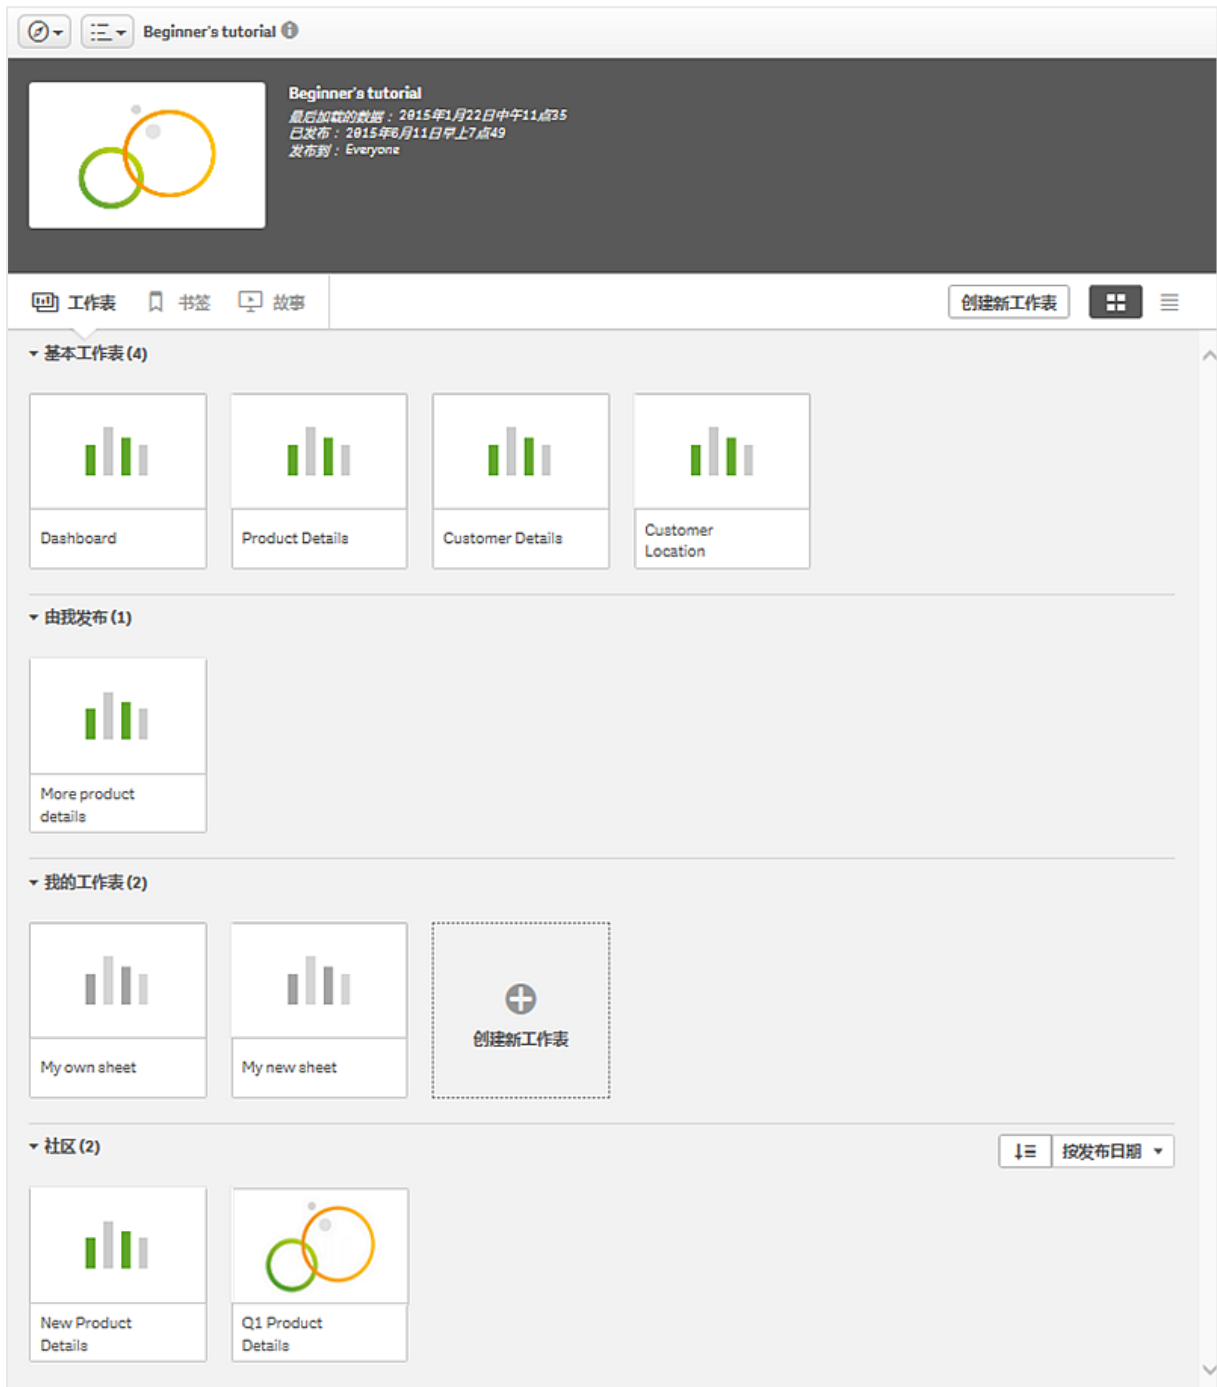 Beginner's tutorial
Beginner's tutorial
最后加载的数据：2015年1月22日中午11点35
已发布：2015年6月11日早上7点49
发布到：Everyone
工作表 书签 故事 创建新工作表
基本工作表 (4)
Dashboard
Product Details
Customer Details
Customer
Location
由我发布 (1)
More product
details
我的工作表 (2)
创建新工作表
My own sheet
My new sheet
社区 (2) 按发布日期
New Product
Details
Q1 Product
Details